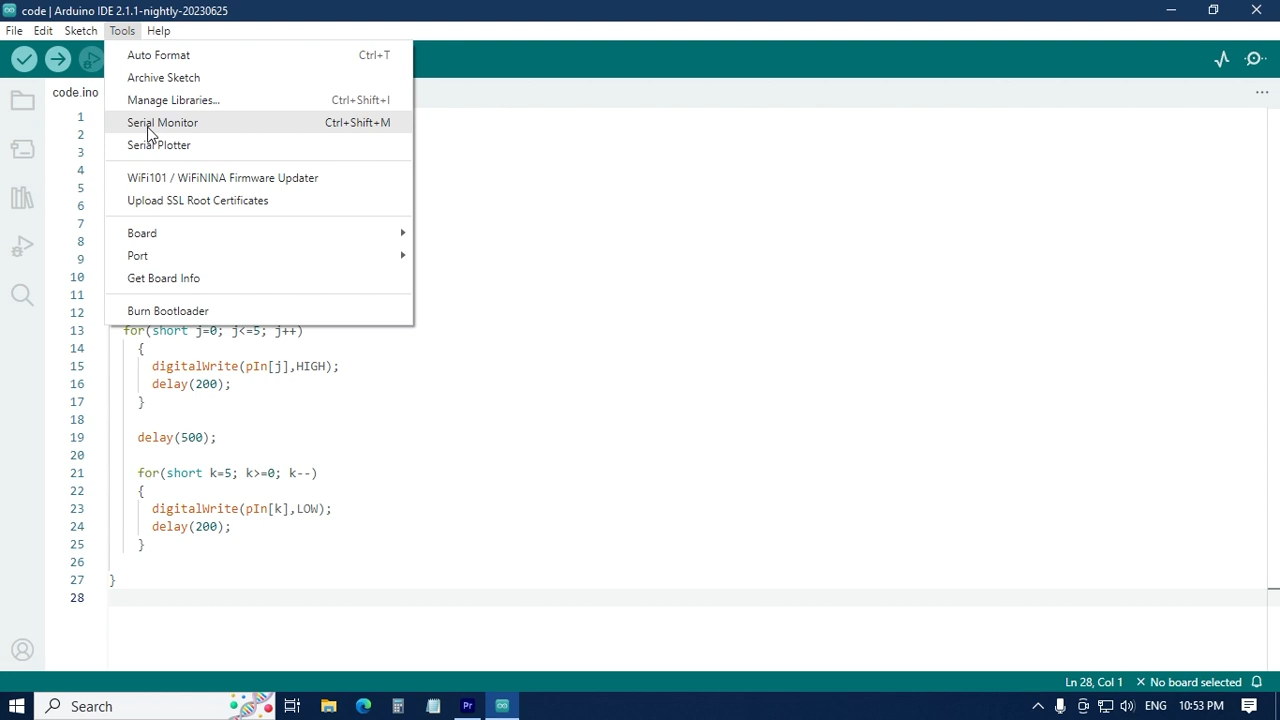 code | Arduino IDE 2.1.1-nightly-20230625
File Edit Sketch Tools Help
Auto Format Ctrl+T
Archive Sketch
Manage Libraries... Ctrl+Shift+I
Serial Monitor Ctrl+Shift+M
Serial Plotter
WiFi101 / WiFiNINA Firmware Updater
Upload SSL Root Certificates
Board
Port
Get Board Info
Burn Bootloader
code.ino
1
2
3
4
5
6
7
8
9
10
11
12
13 for(short j=0; j<=5; j++)
14 {
15 digitalWrite(pIn[j],HIGH);
16 delay(200);
17 }
18
19 delay(500);
20
21 for(short k=5; k>=0; k--)
22 {
23 digitalWrite(pIn[k],LOW);
24 delay(200);
25 }
26
27 }
28
Ln 28, Col 1 × No board selected
Search Pr ENG 10:53 PM